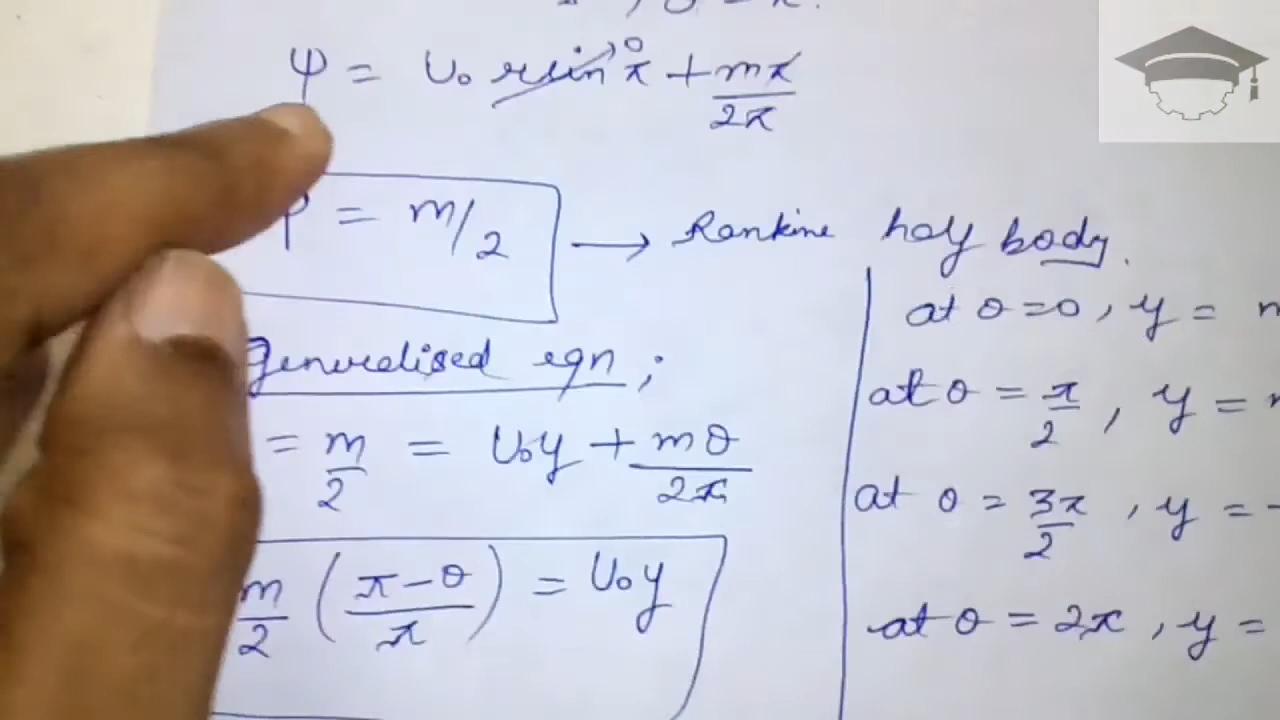 ψ = U₀ r sin π⁰ + mπ/2π
ψ = m/2 → Rankine half body.
Generalised eqn ;
= m/2 = U₀y + mθ/2π
m/2 (π-θ/π) = U₀y
at θ = 0, y =
at θ = π/2, y =
at θ = 3π/2, y = -
at θ = 2π, y =